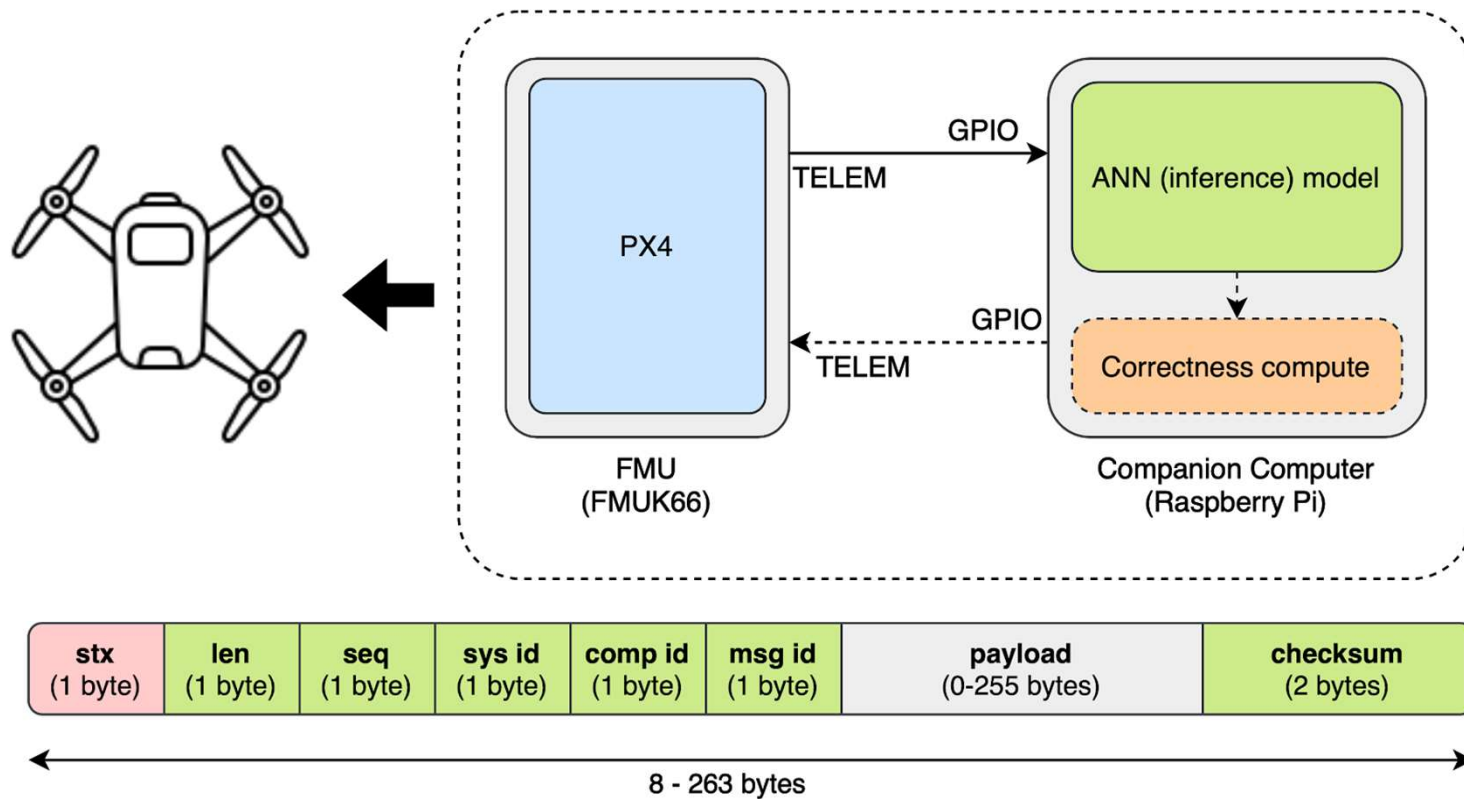 GPIO
TELEM
PX4
ANN (inference) model
GPIO
TELEM
Correctness compute
FMU
(FMUK66)
Companion Computer
(Raspberry Pi)
stx
(1 byte)
len
(1 byte)
seq
(1 byte)
sys id
(1 byte)
comp id
(1 byte)
msg id
(1 byte)
payload
(0-255 bytes)
checksum
(2 bytes)
8 - 263 bytes